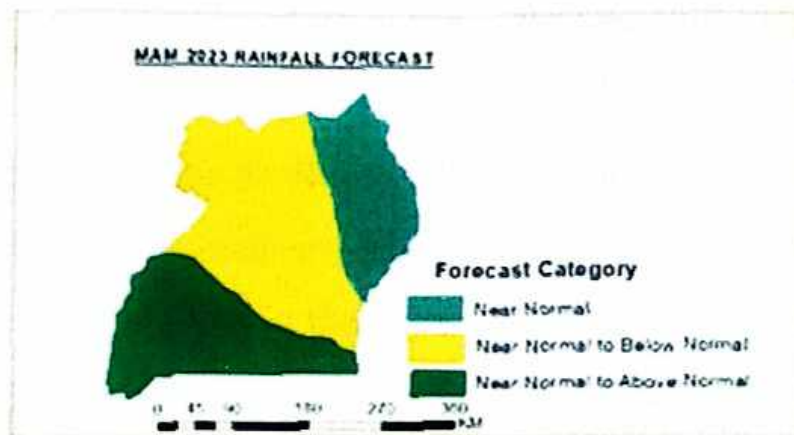 MAM 2023 RAINFALL FORECAST
Forecast Category
Near Normal
Near Normal to Below Normal
Near Normal to Above Normal
0 45 90 180 270 360
KM